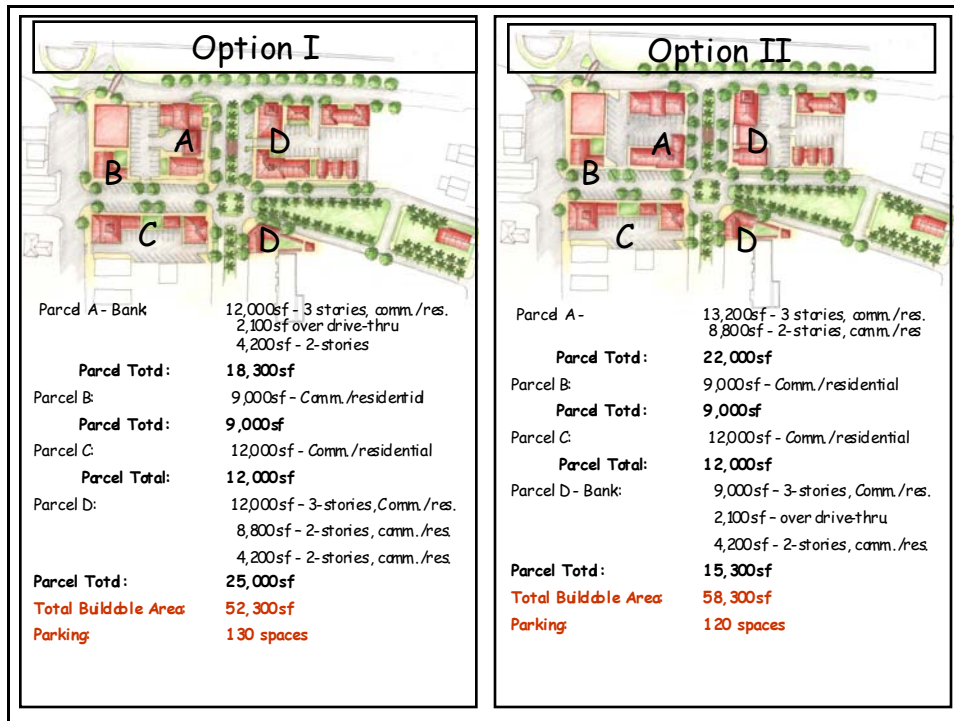 Option I
A
D
B
C
D
Parcel A - Bank 12,000sf - 3 stories, comm./res.
2,100sf over drive-thru
4,200sf - 2-stories
Parcel Total: 18,300sf
Parcel B: 9,000sf - Comm./residential
Parcel Total: 9,000sf
Parcel C: 12,000sf - Comm./residential
Parcel Total: 12,000sf
Parcel D: 12,000sf – 3-stories, Comm./res.
8,800sf – 2-stories, comm./res.
4,200sf - 2-stories, comm./res.
Parcel Total: 25,000sf
Total Buildable Area: 52,300sf
Parking: 130 spaces
Option II
A
D
B
C
D
Parcel A - 13,200sf - 3 stories, comm./res.
8,800sf - 2-stories, comm./res
Parcel Total: 22,000sf
Parcel B: 9,000sf – Comm./residential
Parcel Total: 9,000sf
Parcel C: 12,000sf - Comm./residential
Parcel Total: 12,000sf
Parcel D - Bank: 9,000sf – 3-stories, Comm./res.
2,100sf – over drive-thru
4,200sf - 2-stories, comm./res.
Parcel Total: 15,300sf
Total Buildable Area: 58,300sf
Parking: 120 spaces